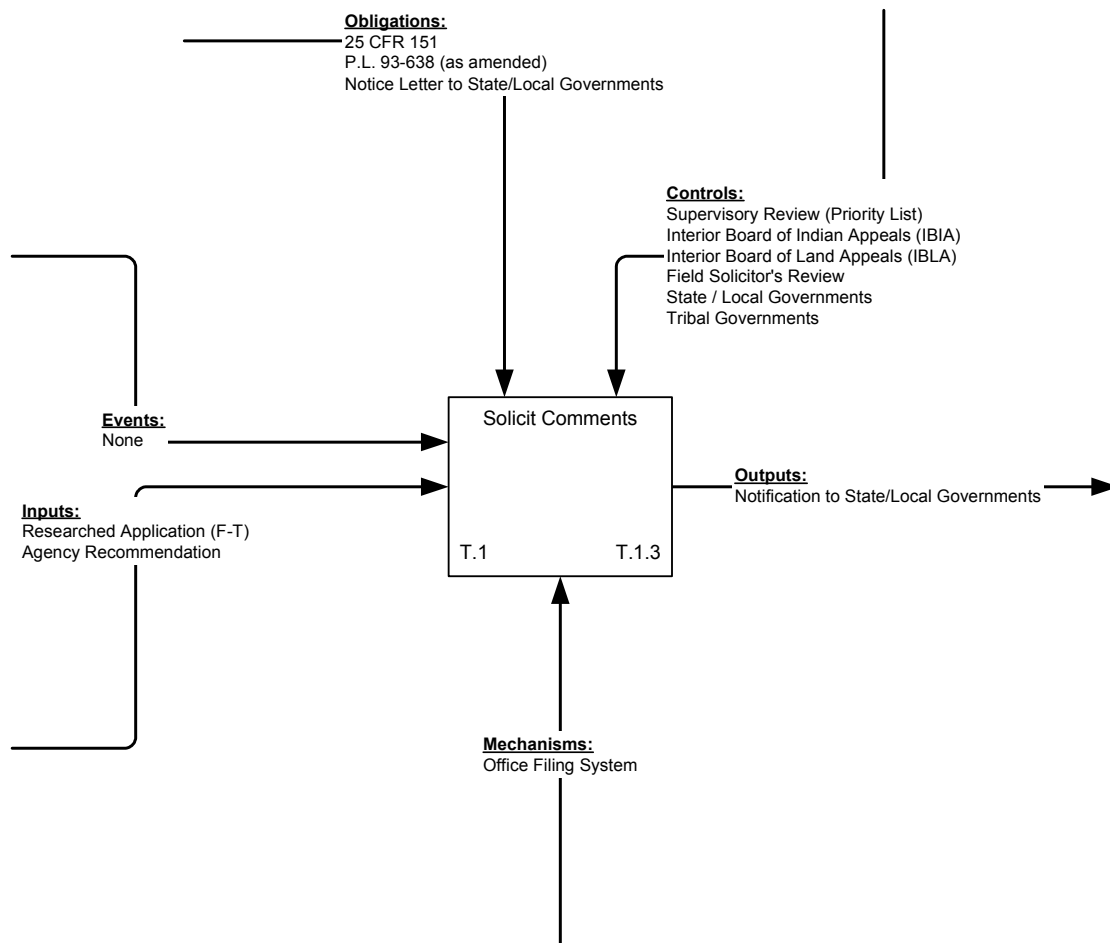 Obligations:
25 CFR 151
P.L. 93-638 (as amended)
Notice Letter to State/Local Governments
Controls:
Supervisory Review (Priority List)
Interior Board of Indian Appeals (IBIA)
Interior Board of Land Appeals (IBLA)
Field Solicitor's Review
State / Local Governments
Tribal Governments
Events:
None
Solicit Comments
T.1 T.1.3
Inputs:
Researched Application (F-T)
Agency Recommendation
Outputs:
Notification to State/Local Governments
Mechanisms:
Office Filing System